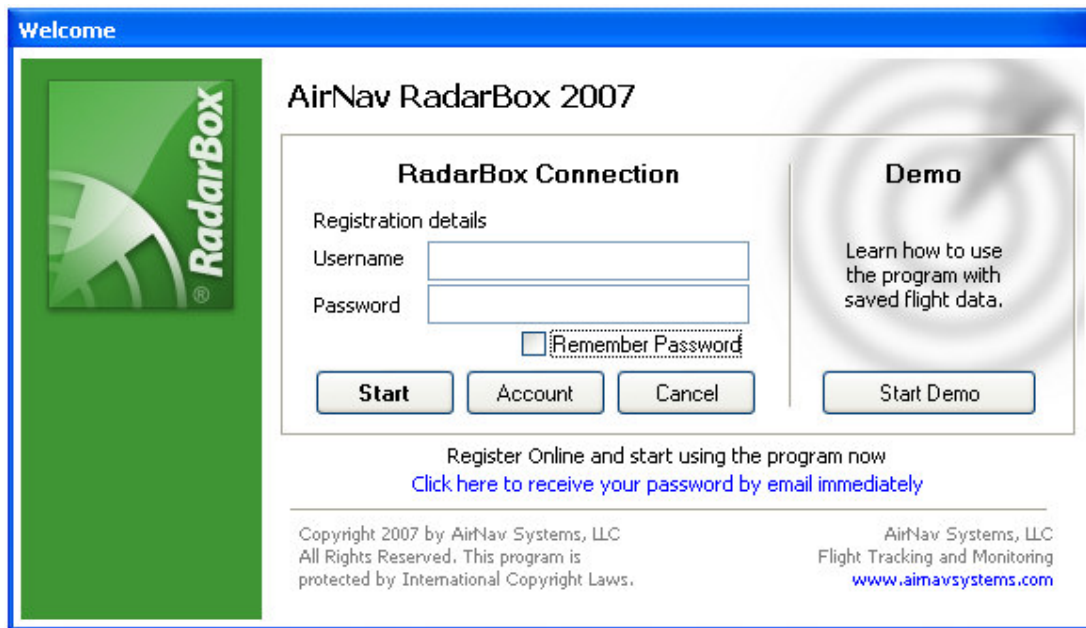 Welcome
RadarBox
®
AirNav RadarBox 2007
RadarBox Connection
Registration details
Username
Password
Remember Password
Start
Account
Cancel
Demo
Learn how to use
the program with
saved flight data.
Start Demo
Register Online and start using the program now
Click here to receive your password by email immediately
Copyright 2007 by AirNav Systems, LLC
All Rights Reserved. This program is
protected by International Copyright Laws.
AirNav Systems, LLC
Flight Tracking and Monitoring
www.airnavsystems.com